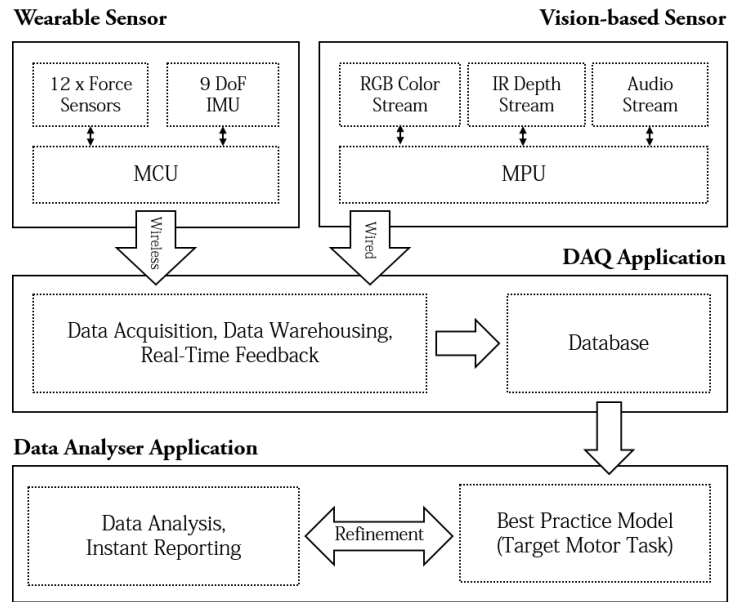 Wearable Sensor
Vision-based Sensor
12 x Force
Sensors
9 DoF
IMU
RGB Color
Stream
IR Depth
Stream
Audio
Stream
MCU
MPU
Wireless
Wired
DAQ Application
Data Acquisition, Data Warehousing,
Real-Time Feedback
Database
Data Analyser Application
Data Analysis,
Instant Reporting
Refinement
Best Practice Model
(Target Motor Task)